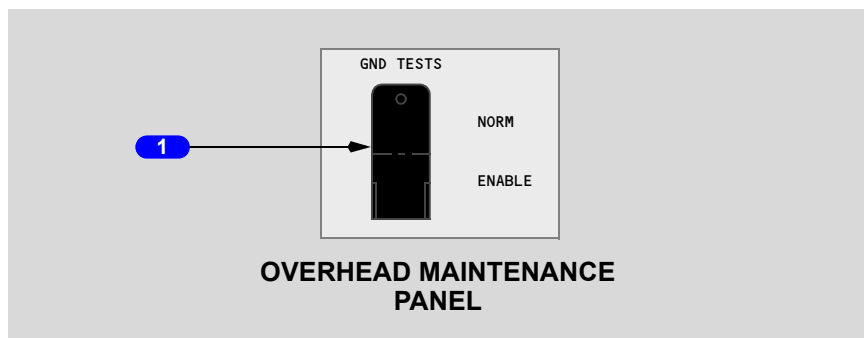 GND TESTS
NORM
1
ENABLE
OVERHEAD MAINTENANCE
PANEL